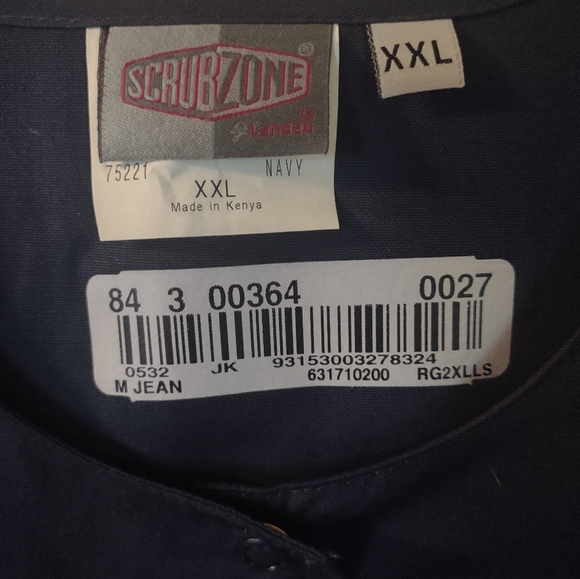 SCRUBZONE ®
Landau
XXL
75221 NAVY
XXL
Made in Kenya
84 3 00364 0027
0532 JK 93153003278324
M JEAN 631710200 RG2XLLS